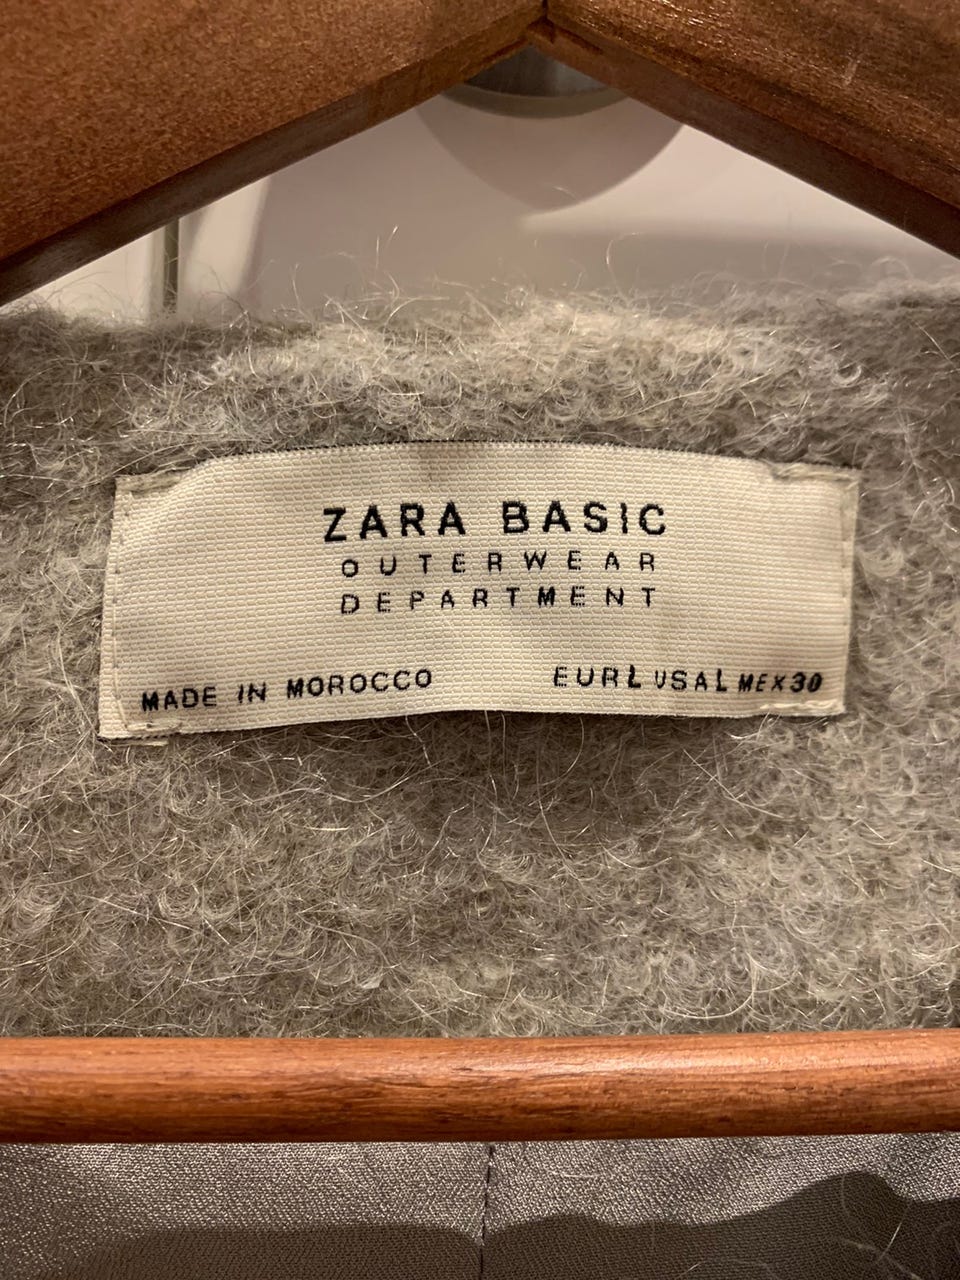 ZARA BASIC
OUTERWEAR
DEPARTMENT
MADE IN MOROCCO EUR L USA L MEX 30